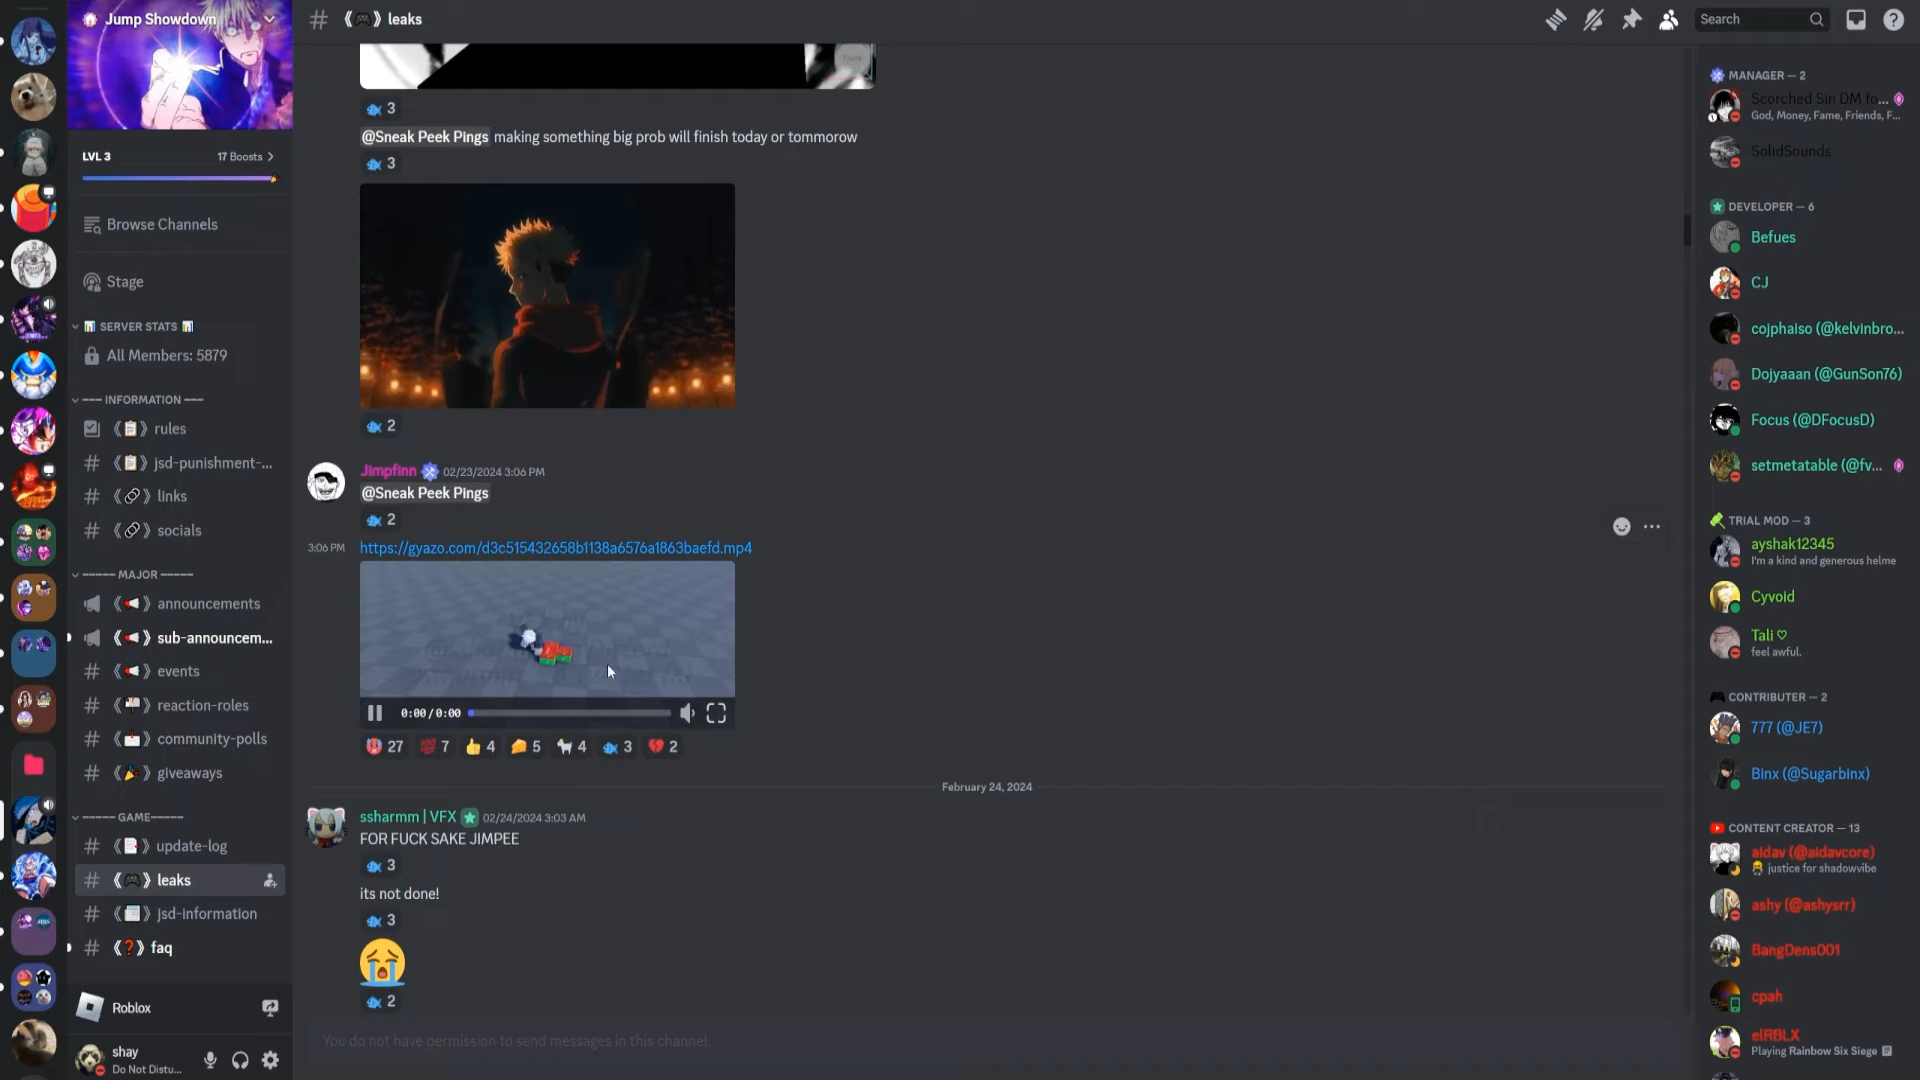 Jump Showdown
LVL 3
17 Boosts
Browse Channels
Stage
SERVER STATS
All Members: 5879
--- INFORMATION ---
《📋》rules
《📋》jsd-punishment-...
《🔗》links
《🔗》socials
----- MAJOR -----
《📢》announcements
《📢》sub-announcem...
《📢》events
《📬》reaction-roles
《📩》community-polls
《🎉》giveaways
----- GAME-----
《📑》update-log
《🎮》leaks
《📰》jsd-information
《❓》faq
Roblox
shay
Do Not Distu...
《🎮》leaks
3
@Sneak Peek Pings making something big prob will finish today or tommorow
3
2
Jimpfinn 02/23/2024 3:06 PM
@Sneak Peek Pings
2
3:06 PM https://gyazo.com/d3c515432658b1138a6576a1863baefd.mp4
0:00 / 0:00
27 7 4 5 4 3 2
February 24, 2024
ssharmm | VFX 02/24/2024 3:03 AM
FOR FUCK SAKE JIMPEE
3
its not done!
3
2
You do not have permission to send messages in this channel.
Search
MANAGER — 2
Scorched Sin DM fo...
God, Money, Fame, Friends, F...
SolidSounds
DEVELOPER — 6
Befues
CJ
cojphaiso (@kelvinbro...
Dojyaaan (@GunSon76)
Focus (@DFocusD)
setmetatable (@fv...
TRIAL MOD — 3
ayshak12345
I'm a kind and generous helme
Cyvoid
Tali ♡
feel awful.
CONTRIBUTER — 2
777 (@JE7)
Binx (@Sugarbinx)
CONTENT CREATOR — 13
aidav (@aidavcore)
justice for shadowvibe
ashy (@ashysrr)
BangDens001
cpah
elRBLX
Playing Rainbow Six Siege